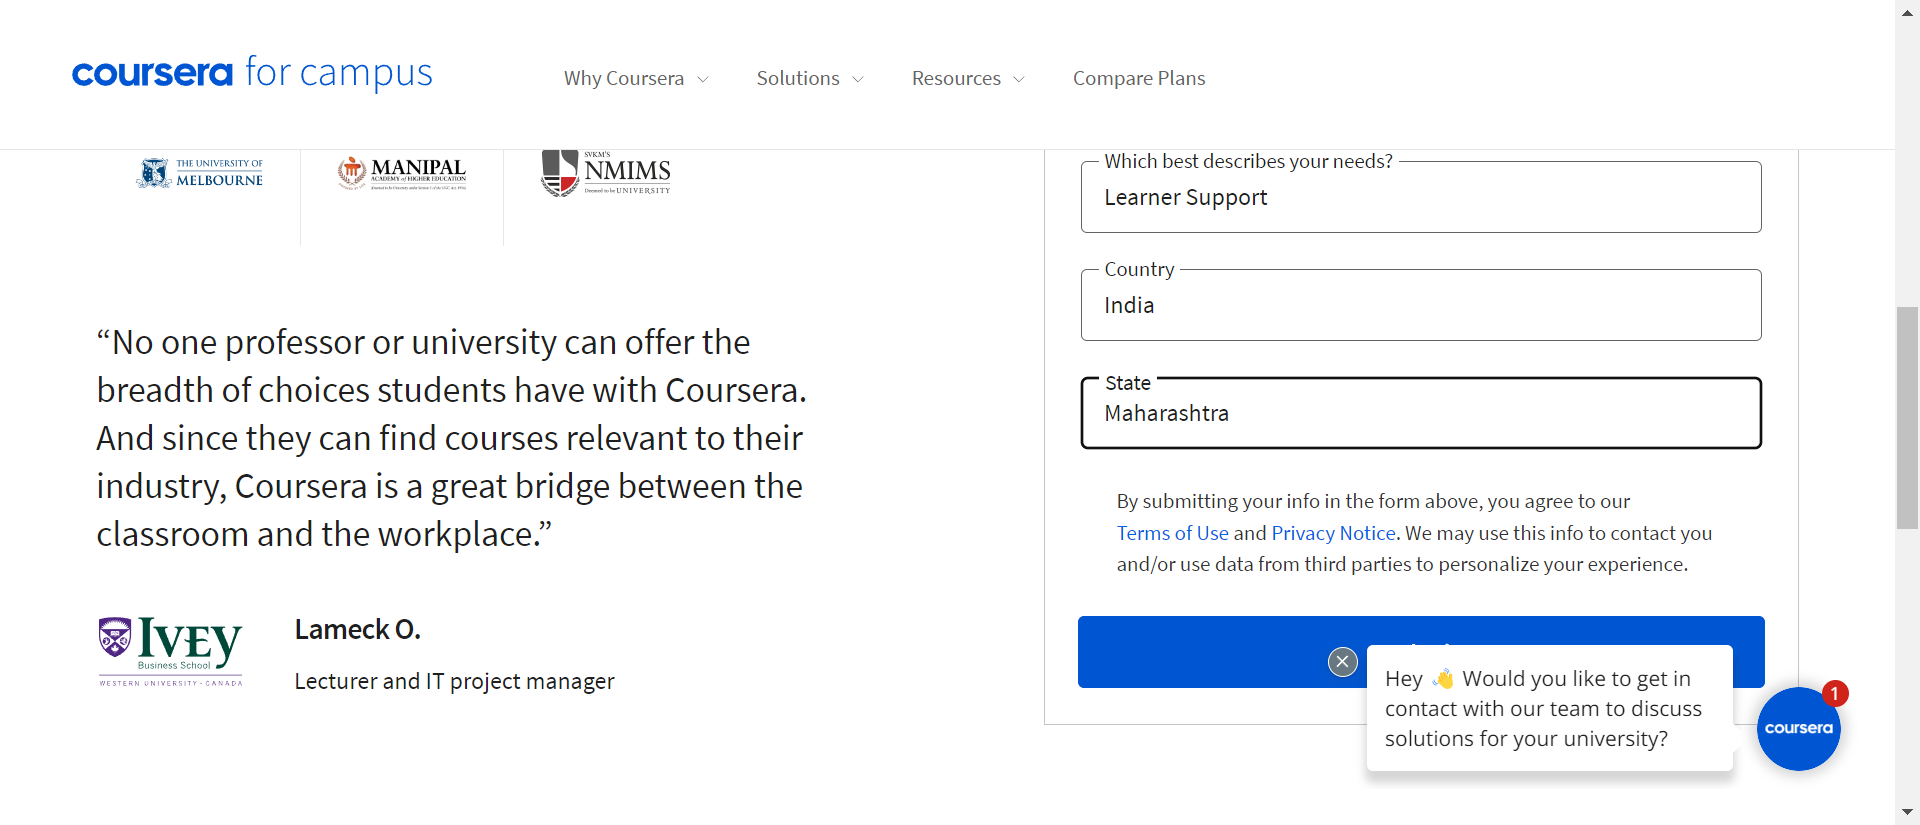 coursera for campus
Why Coursera
Solutions
Resources
Compare Plans
THE UNIVERSITY OF
MELBOURNE
MANIPAL
ACADEMY of HIGHER EDUCATION
SVKM'S
NMIMS
Deemed to be UNIVERSITY
“No one professor or university can offer the
breadth of choices students have with Coursera.
And since they can find courses relevant to their
industry, Coursera is a great bridge between the
classroom and the workplace.”
IVEY
Business School
WESTERN UNIVERSITY · CANADA
Lameck O.
Lecturer and IT project manager
Which best describes your needs?
Learner Support
Country
India
State
Maharashtra
By submitting your info in the form above, you agree to our
Terms of Use and Privacy Notice. We may use this info to contact you
and/or use data from third parties to personalize your experience.
Hey 👋 Would you like to get in
contact with our team to discuss
solutions for your university?
1
coursera